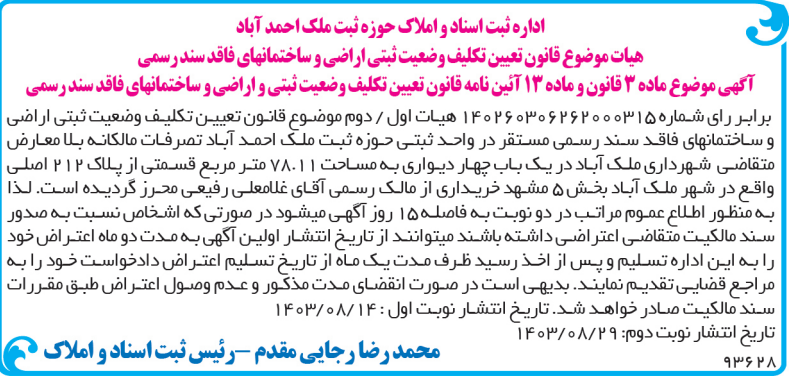 اداره ثبت اسناد و املاک حوزه ثبت ملک احمد آباد
هیات موضوع قانون تعیین تکلیف وضعیت ثبتی اراضی و ساختمانهای فاقد سند رسمی
آگهی موضوع ماده ۳ قانون و ماده ۱۳ آئین نامه قانون تعیین تکلیف وضعیت ثبتی و اراضی و ساختمانهای فاقد سند رسمی
برابر رای شماره ۱۴۰۲۶۰۳۰۶۲۶۲۰۰۰۳۱۵ هیات اول / دوم موضوع قانون تعیین تکلیف وضعیت ثبتی اراضی
و ساختمانهای فاقد سند رسمی مستقر در واحد ثبتی حوزه ثبت ملک احمد آباد تصرفات مالکانه بلا معارض
متقاضی شهرداری ملک آباد در یک باب چهار دیواری به مساحت ۷۸.۱۱ متر مربع قسمتی از پلاک ۲۱۲ اصلی
واقع در شهر ملک آباد بخش ۵ مشهد خریداری از مالک رسمی آقای غلامعلی رفیعی محرز گردیده است. لذا
به منظور اطلاع عموم مراتب در دو نوبت به فاصله ۱۵ روز آگهی میشود در صورتی که اشخاص نسبت به صدور
سند مالکیت متقاضی اعتراضی داشته باشند میتوانند از تاریخ انتشار اولین آگهی به مدت دو ماه اعتراض خود
را به این اداره تسلیم و پس از اخذ رسید ظرف مدت یک ماه از تاریخ تسلیم اعتراض دادخواست خود را به
مراجع قضایی تقدیم نمایند. بدیهی است در صورت انقضای مدت مذکور و عدم وصول اعتراض طبق مقررات
سند مالکیت صادر خواهد شد. تاریخ انتشار نوبت اول : ۱۴۰۳/۰۸/۱۴
تاریخ انتشار نوبت دوم: ۱۴۰۳/۰۸/۲۹
محمد رضا رجایی مقدم –رئیس ثبت اسناد و املاک
۹۳۶۲۸